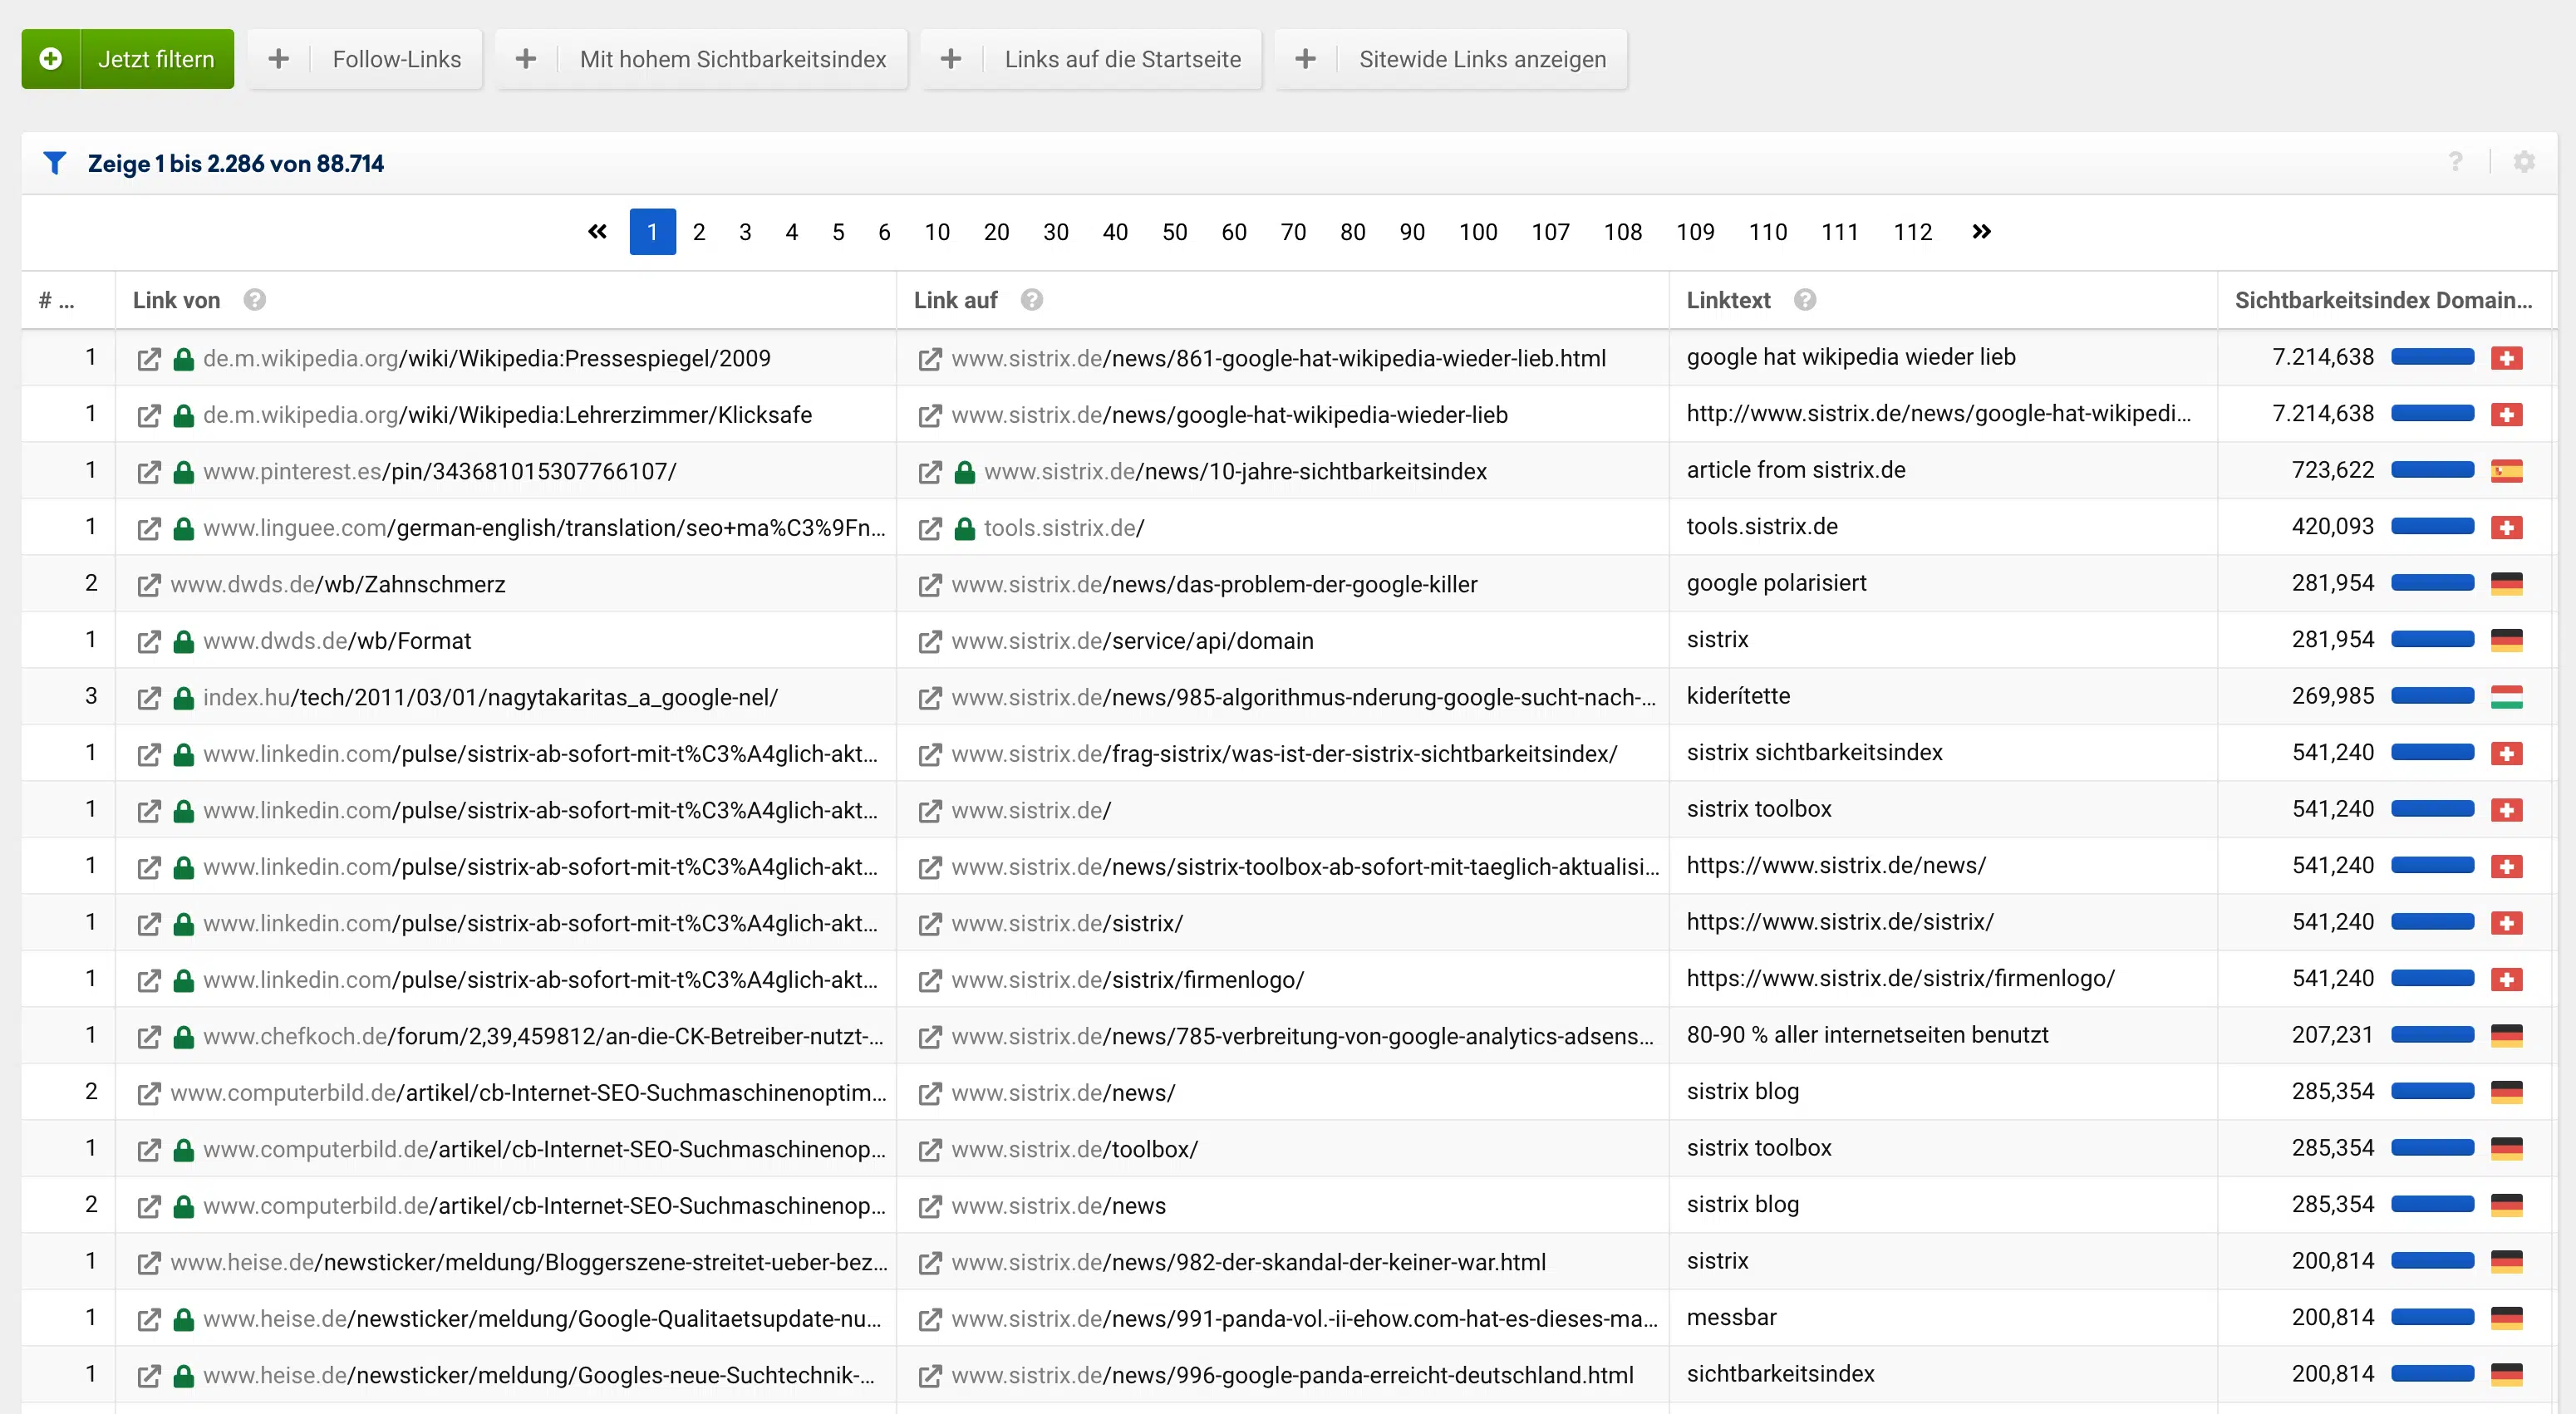 Jetzt filtern Follow-Links Mit hohem Sichtbarkeitsindex Links auf die Startseite Sitewide Links anzeigen
Zeige 1 bis 2.286 von 88.714
« 1 2 3 4 5 6 10 20 30 40 50 60 70 80 90 100 107 108 109 110 111 112 »
# ... Link von Link auf Linktext Sichtbarkeitsindex Domain...
1 de.m.wikipedia.org/wiki/Wikipedia:Pressespiegel/2009 www.sistrix.de/news/861-google-hat-wikipedia-wieder-lieb.html google hat wikipedia wieder lieb 7.214,638
1 de.m.wikipedia.org/wiki/Wikipedia:Lehrerzimmer/Klicksafe www.sistrix.de/news/google-hat-wikipedia-wieder-lieb http://www.sistrix.de/news/google-hat-wikipedi... 7.214,638
1 www.pinterest.es/pin/343681015307766107/ www.sistrix.de/news/10-jahre-sichtbarkeitsindex article from sistrix.de 723,622
1 www.linguee.com/german-english/translation/seo+ma%C3%9Fn... tools.sistrix.de/ tools.sistrix.de 420,093
2 www.dwds.de/wb/Zahnschmerz www.sistrix.de/news/das-problem-der-google-killer google polarisiert 281,954
1 www.dwds.de/wb/Format www.sistrix.de/service/api/domain sistrix 281,954
3 index.hu/tech/2011/03/01/nagytakaritas_a_google-nel/ www.sistrix.de/news/985-algorithmus-nderung-google-sucht-nach-... kiderítette 269,985
1 www.linkedin.com/pulse/sistrix-ab-sofort-mit-t%C3%A4glich-akt... www.sistrix.de/frag-sistrix/was-ist-der-sistrix-sichtbarkeitsindex/ sistrix sichtbarkeitsindex 541,240
1 www.linkedin.com/pulse/sistrix-ab-sofort-mit-t%C3%A4glich-akt... www.sistrix.de/ sistrix toolbox 541,240
1 www.linkedin.com/pulse/sistrix-ab-sofort-mit-t%C3%A4glich-akt... www.sistrix.de/news/sistrix-toolbox-ab-sofort-mit-taeglich-aktualisi... https://www.sistrix.de/news/ 541,240
1 www.linkedin.com/pulse/sistrix-ab-sofort-mit-t%C3%A4glich-akt... www.sistrix.de/sistrix/ https://www.sistrix.de/sistrix/ 541,240
1 www.linkedin.com/pulse/sistrix-ab-sofort-mit-t%C3%A4glich-akt... www.sistrix.de/sistrix/firmenlogo/ https://www.sistrix.de/sistrix/firmenlogo/ 541,240
1 www.chefkoch.de/forum/2,39,459812/an-die-CK-Betreiber-nutzt-... www.sistrix.de/news/785-verbreitung-von-google-analytics-adsens... 80-90 % aller internetseiten benutzt 207,231
2 www.computerbild.de/artikel/cb-Internet-SEO-Suchmaschinenoptim... www.sistrix.de/news/ sistrix blog 285,354
1 www.computerbild.de/artikel/cb-Internet-SEO-Suchmaschinenop... www.sistrix.de/toolbox/ sistrix toolbox 285,354
2 www.computerbild.de/artikel/cb-Internet-SEO-Suchmaschinenop... www.sistrix.de/news sistrix blog 285,354
1 www.heise.de/newsticker/meldung/Bloggerszene-streitet-ueber-bez... www.sistrix.de/news/982-der-skandal-der-keiner-war.html sistrix 200,814
1 www.heise.de/newsticker/meldung/Google-Qualitaetsupdate-nu... www.sistrix.de/news/991-panda-vol.-ii-ehow.com-hat-es-dieses-ma... messbar 200,814
1 www.heise.de/newsticker/meldung/Googles-neue-Suchtechnik-... www.sistrix.de/news/996-google-panda-erreicht-deutschland.html sichtbarkeitsindex 200,814